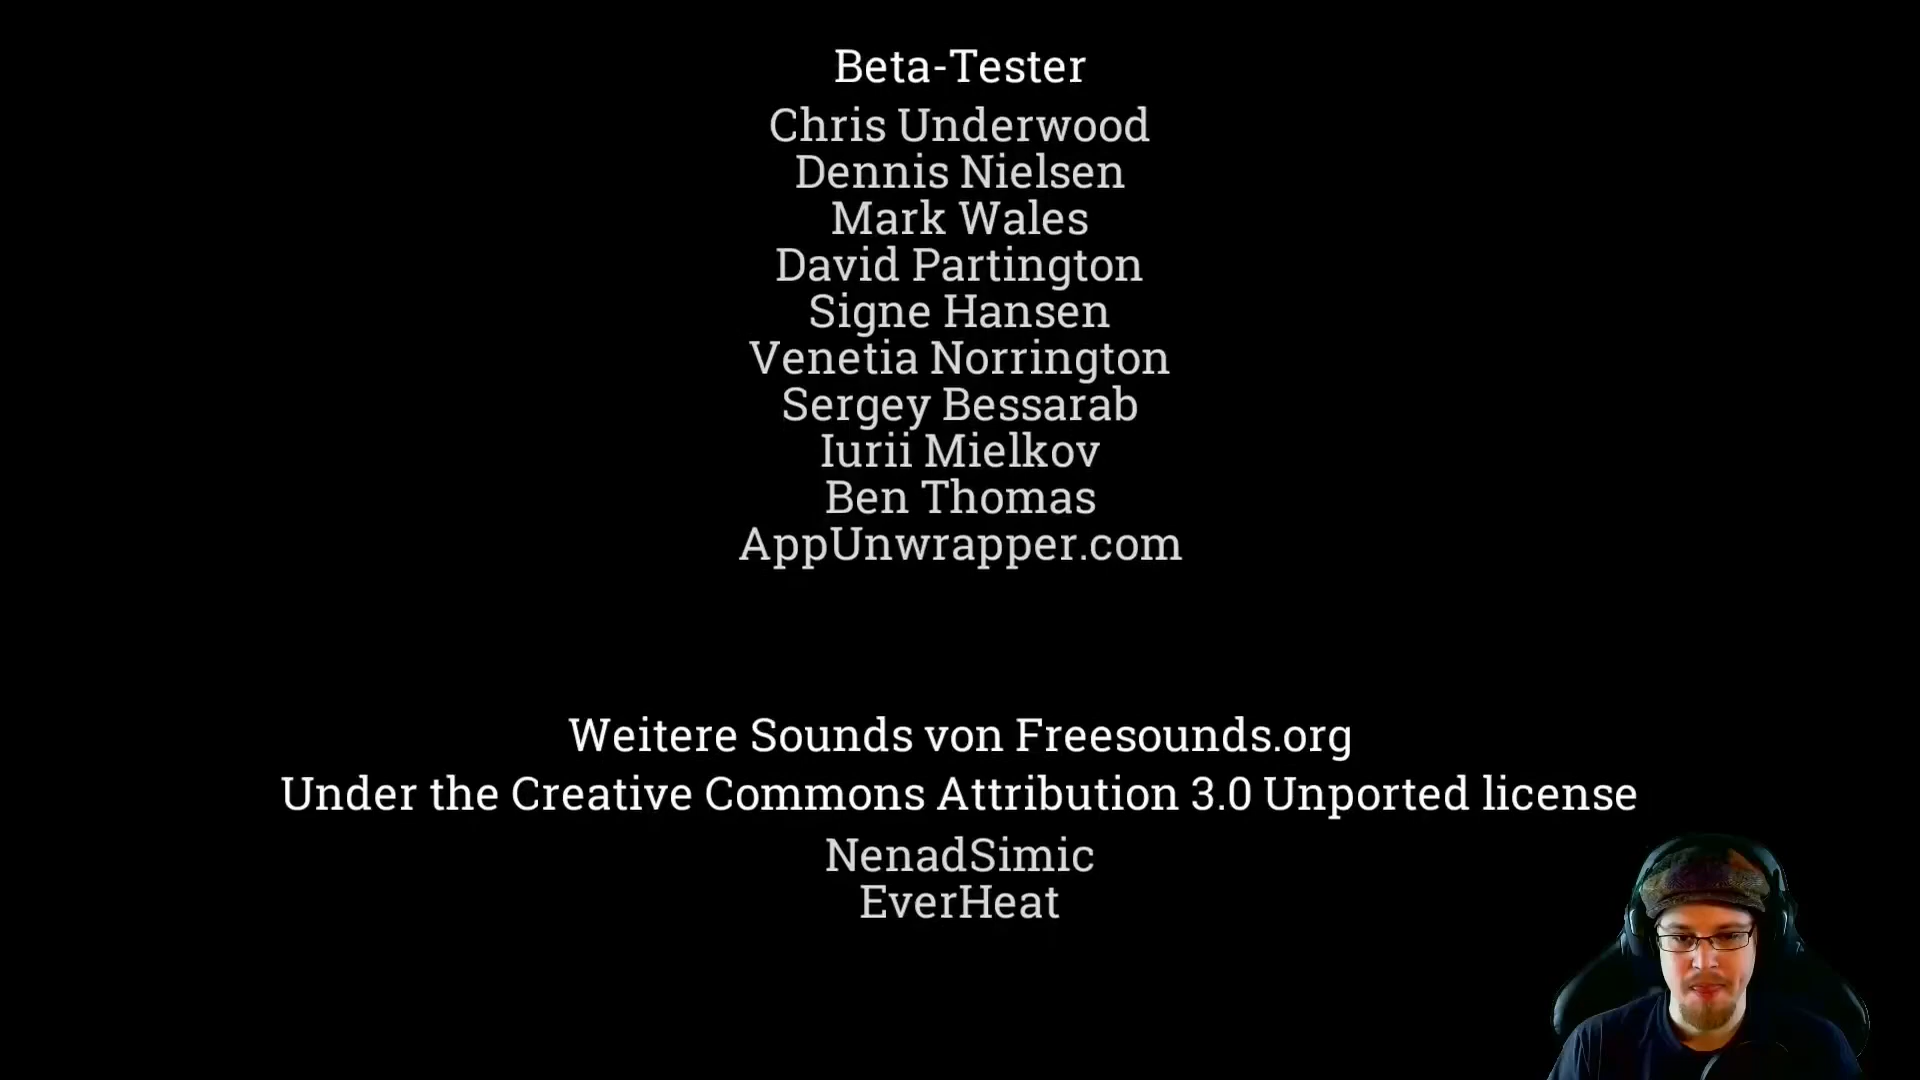 Beta-Tester
Chris Underwood
Dennis Nielsen
Mark Wales
David Partington
Signe Hansen
Venetia Norrington
Sergey Bessarab
Iurii Mielkov
Ben Thomas
AppUnwrapper.com
Weitere Sounds von Freesounds.org
Under the Creative Commons Attribution 3.0 Unported license
NenadSimic
EverHeat